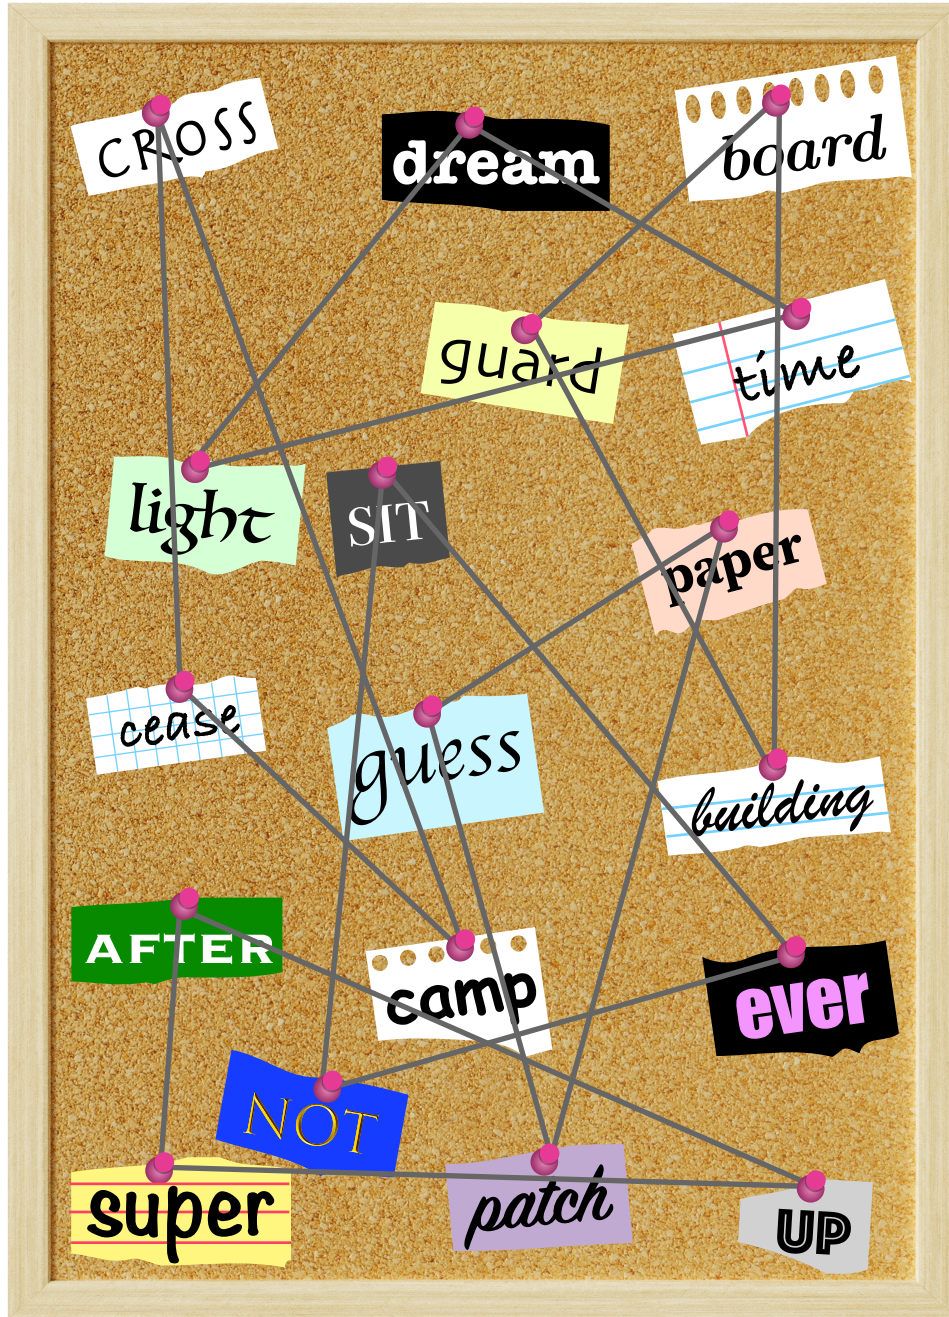 CROSS
dream
board
guard
time
light
SIT
paper
cease
guess
building
AFTER
camp
ever
NOT
super
patch
UP